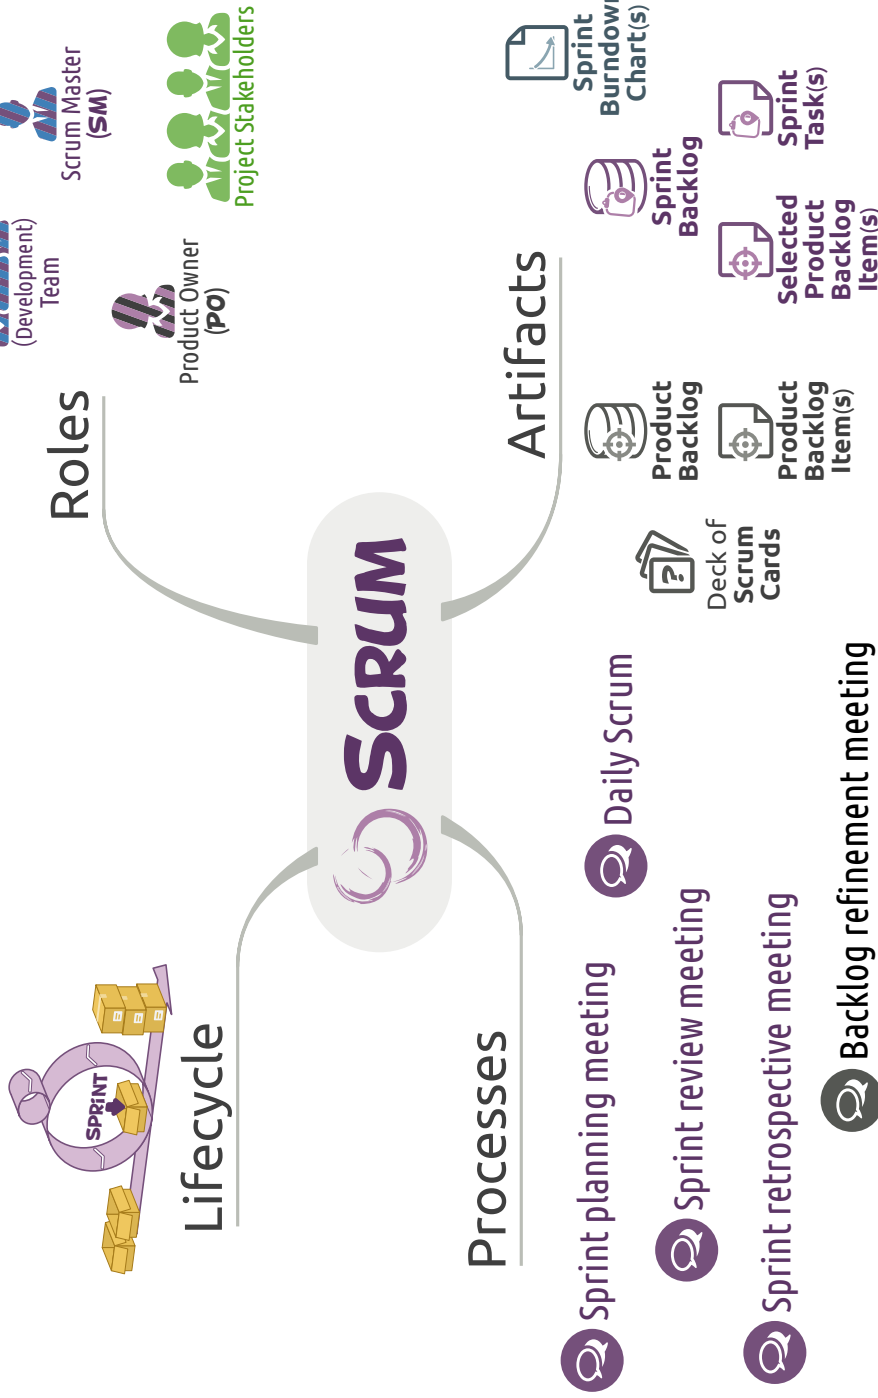 SPRiNT
Lifecycle
Roles
(Development)
Team
Scrum Master
(SM)
Product Owner
(PO)
Project Stakeholders
SCRUM
Processes
Sprint planning meeting
Daily Scrum
Sprint review meeting
Sprint retrospective meeting
Backlog refinement meeting
Artifacts
?
Deck of
Scrum
Cards
Product
Backlog
Product
Backlog
Item(s)
Sprint
Backlog
Selected
Product
Backlog
Item(s)
Sprint
Task(s)
Sprint
Burndown
Chart(s)